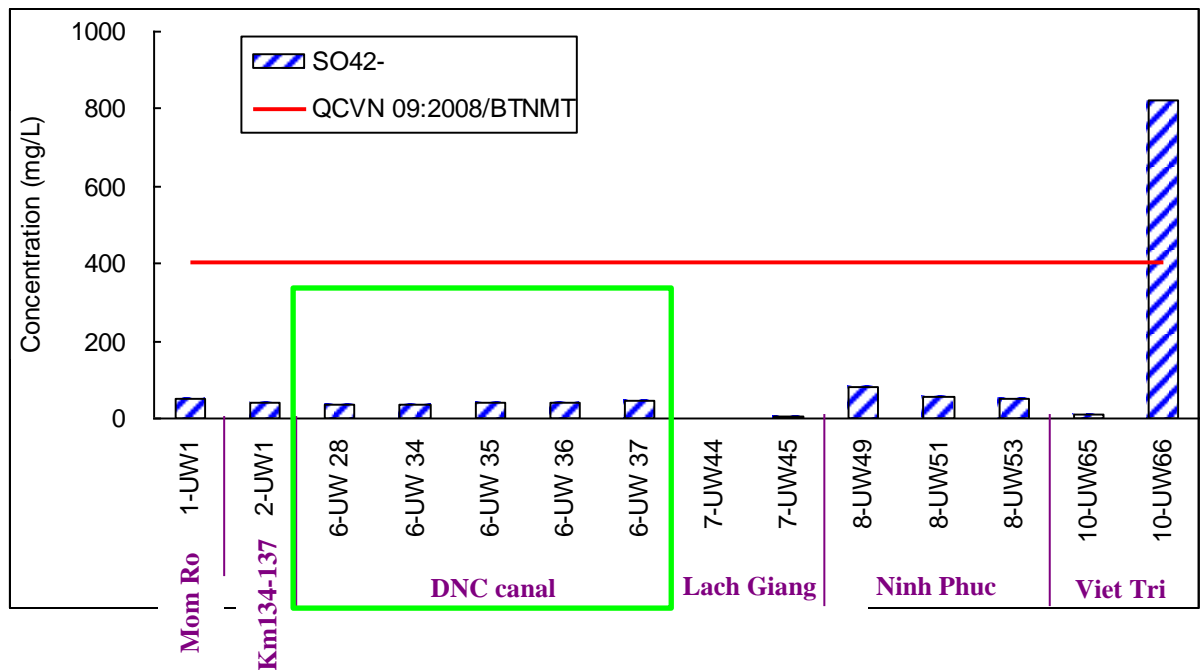 1000
800
600
400
200
0
Concentration (mg/L)
SO42-
QCVN 09:2008/BTNMT
1-UW1
2-UW1
6-UW 28
6-UW 34
6-UW 35
6-UW 36
6-UW 37
7-UW44
7-UW45
8-UW49
8-UW51
8-UW53
10-UW65
10-UW66
Mom Ro
Km134-137
DNC canal
Lach Giang
Ninh Phuc
Viet Tri